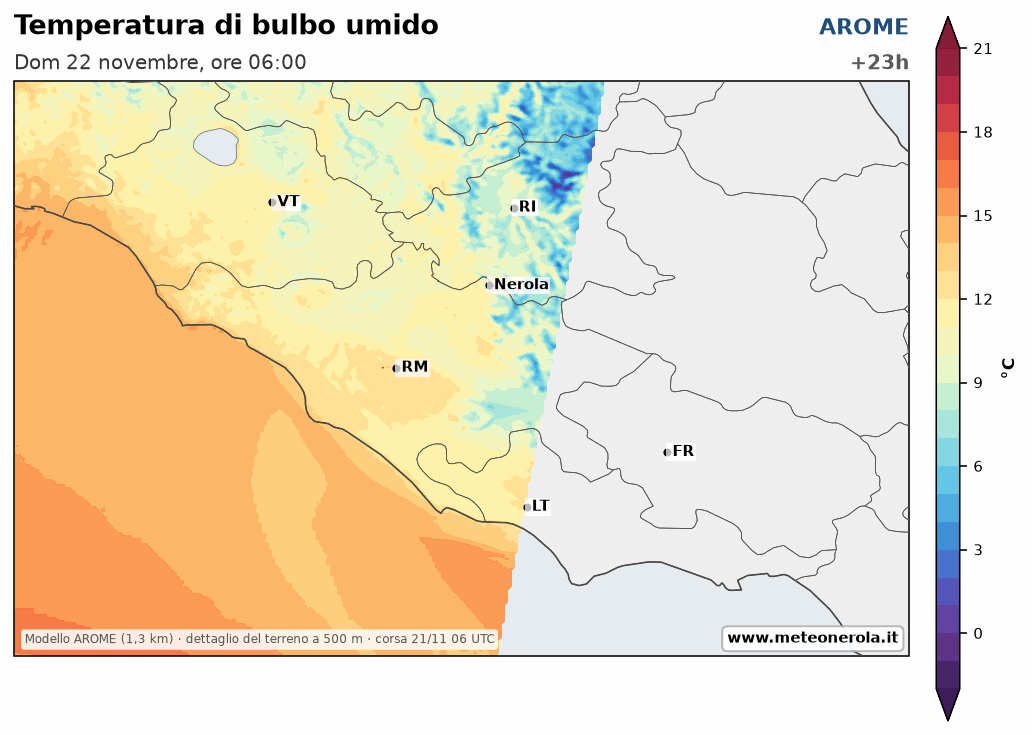 Temperatura di bulbo umido
AROME
Dom 22 novembre, ore 06:00
+23h
VT
RI
Nerola
RM
FR
LT
Modello AROME (1,3 km) · dettaglio del terreno a 500 m · corsa 21/11 06 UTC
www.meteonerola.it
21
18
15
12
9
6
3
0
°C